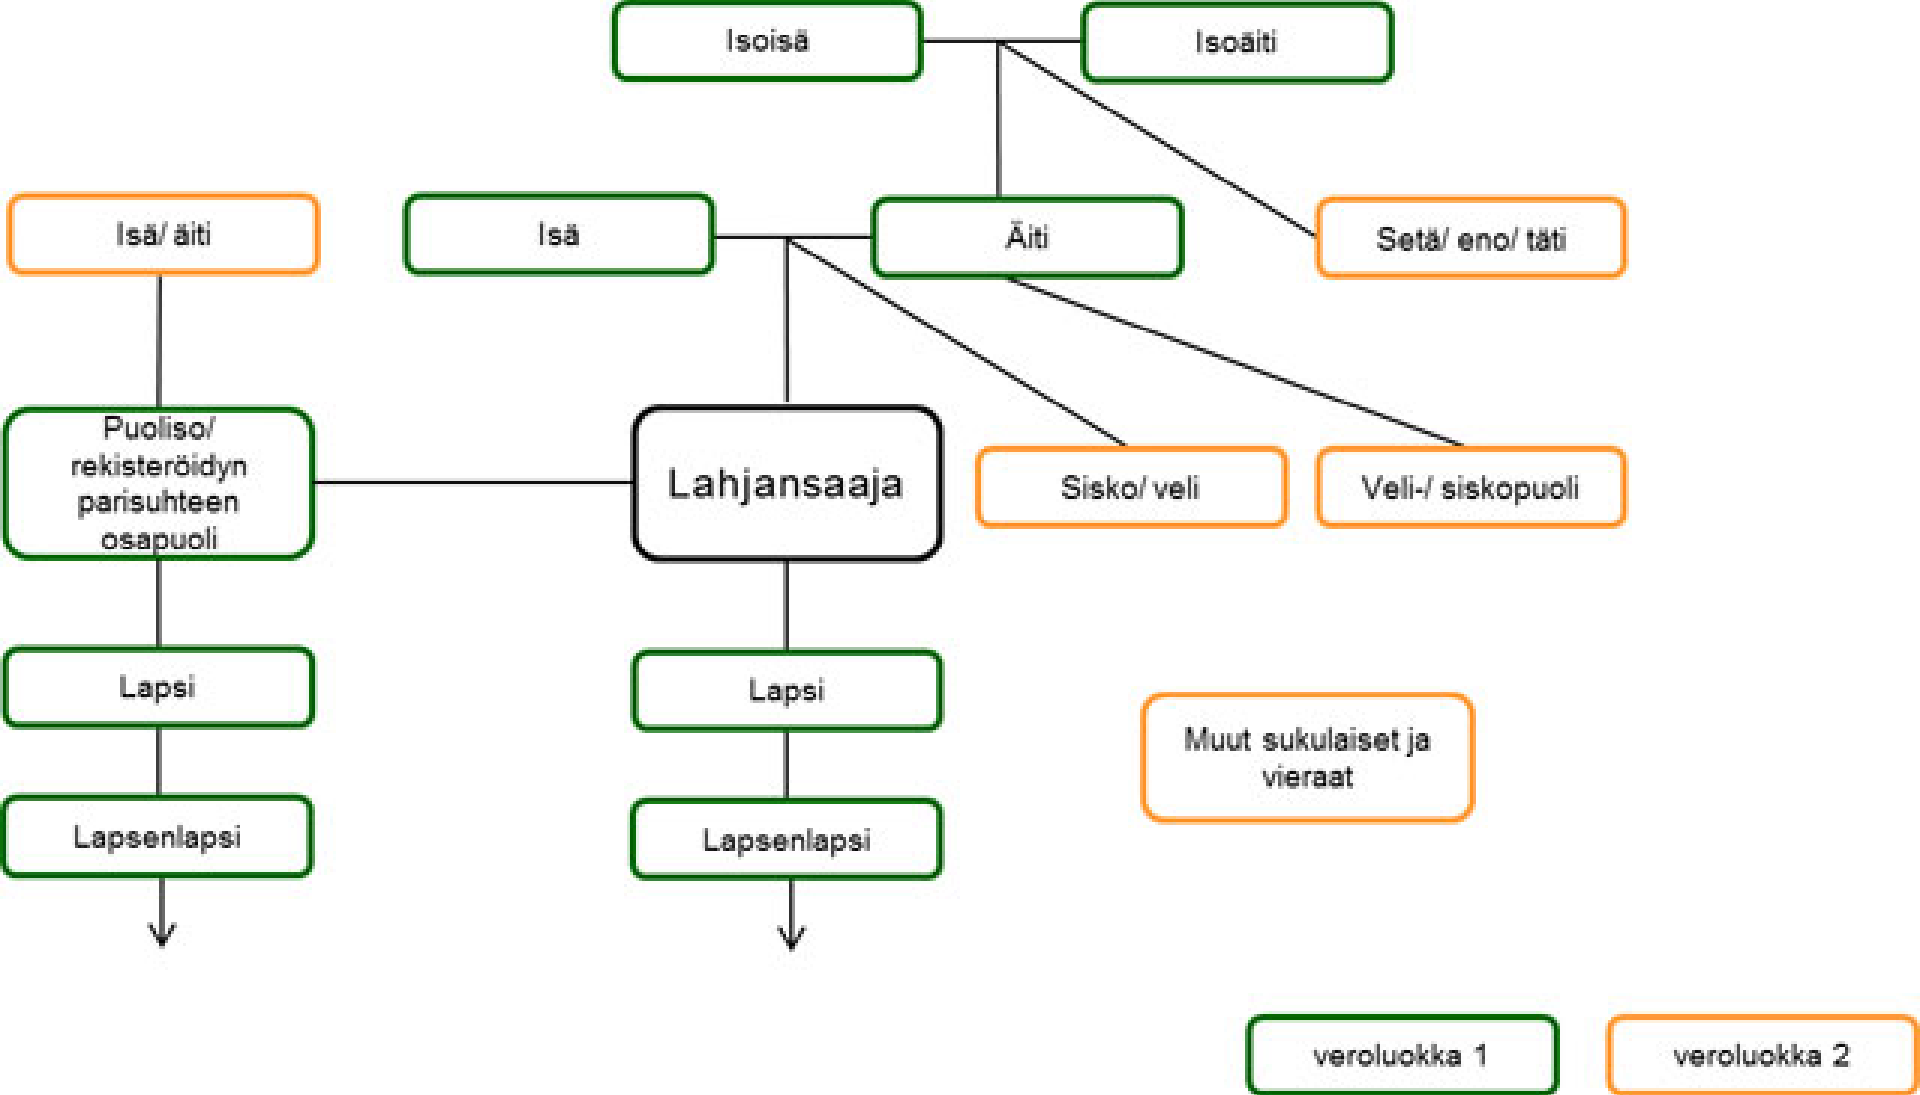 Isoisä
Isoäiti
Isä/ äiti
Isä
Äiti
Setä/ eno/ täti
Puoliso/
rekisteröidyn
parisuhteen
osapuoli
Lahjansaaja
Sisko/ veli
Veli-/ siskopuoli
Lapsi
Lapsi
Muut sukulaiset ja
vieraat
Lapsenlapsi
Lapsenlapsi
veroluokka 1
veroluokka 2